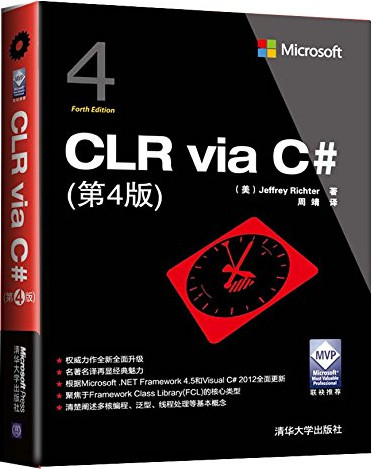 Microsoft
4
Forth Edition
CLR via C#
(第4版)
(美) Jeffrey Richter 著
周 靖 译
权威力作全新全面升级
名著名译再显经典魅力
根据Microsoft .NET Framework 4.5和Visual C# 2012全面更新
聚焦于Framework Class Library(FCL)的核心类型
清楚阐述多核编程、泛型、线程处理等基本概念
MVP
Microsoft
Most Valuable
Professional
联袂推荐
清华大学出版社
MVP
CLR via C#
(第4版)
Microsoft Press
清华大学出版社